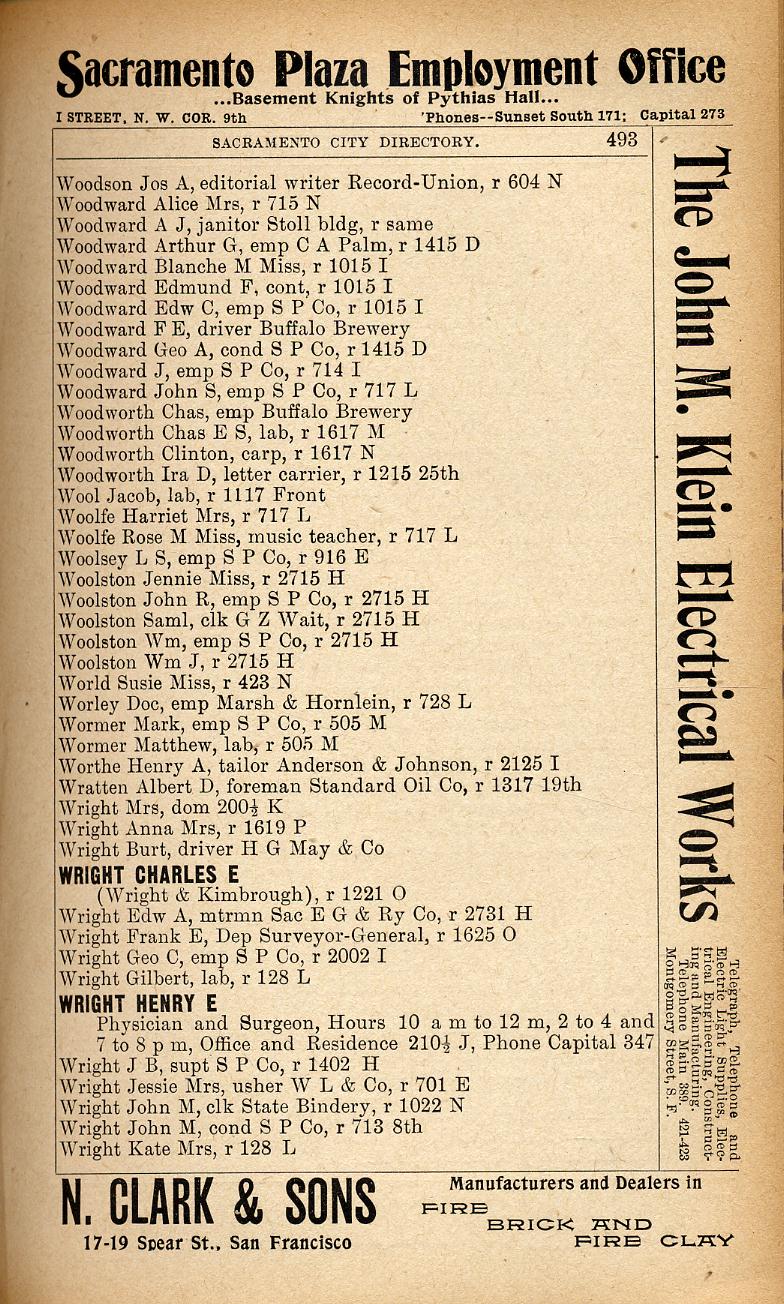 Sacramento Plaza Employment Office
...Basement Knights of Pythias Hall...
I STREET, N. W. COR. 9th 'Phones--Sunset South 171; Capital 273
SACRAMENTO CITY DIRECTORY. 493
Woodson Jos A, editorial writer Record-Union, r 604 N
Woodward Alice Mrs, r 715 N
Woodward A J, janitor Stoll bldg, r same
Woodward Arthur G, emp C A Palm, r 1415 D
Woodward Blanche M Miss, r 1015 I
Woodward Edmund F, cont, r 1015 I
Woodward Edw C, emp S P Co, r 1015 I
Woodward F E, driver Buffalo Brewery
Woodward Geo A, cond S P Co, r 1415 D
Woodward J, emp S P Co, r 714 I
Woodward John S, emp S P Co, r 717 L
Woodworth Chas, emp Buffalo Brewery
Woodworth Chas E S, lab, r 1617 M
Woodworth Clinton, carp, r 1617 N
Woodworth Ira D, letter carrier, r 1215 25th
Wool Jacob, lab, r 1117 Front
Woolfe Harriet Mrs, r 717 L
Woolfe Rose M Miss, music teacher, r 717 L
Woolsey L S, emp S P Co, r 916 E
Woolston Jennie Miss, r 2715 H
Woolston John R, emp S P Co, r 2715 H
Woolston Saml, clk G Z Wait, r 2715 H
Woolston Wm, emp S P Co, r 2715 H
Woolston Wm J, r 2715 H
World Susie Miss, r 423 N
Worley Doc, emp Marsh & Hornlein, r 728 L
Wormer Mark, emp S P Co, r 505 M
Wormer Matthew, lab, r 505 M
Worthe Henry A, tailor Anderson & Johnson, r 2125 I
Wratten Albert D, foreman Standard Oil Co, r 1317 19th
Wright Mrs, dom 200½ K
Wright Anna Mrs, r 1619 P
Wright Burt, driver H G May & Co
WRIGHT CHARLES E
(Wright & Kimbrough), r 1221 O
Wright Edw A, mtrmn Sac E G & Ry Co, r 2731 H
Wright Frank E, Dep Surveyor-General, r 1625 O
Wright Geo C, emp S P Co, r 2002 I
Wright Gilbert, lab, r 128 L
WRIGHT HENRY E
Physician and Surgeon, Hours 10 a m to 12 m, 2 to 4 and
7 to 8 p m, Office and Residence 210½ J, Phone Capital 347
Wright J B, supt S P Co, r 1402 H
Wright Jessie Mrs, usher W L & Co, r 701 E
Wright John M, clk State Bindery, r 1022 N
Wright John M, cond S P Co, r 713 8th
Wright Kate Mrs, r 128 L
The John M. Klein Electrical Works
Telegraph, Telephone and
Electric Light Supplies, Elec-
trical Engineering, Construct-
ing and Manufacturing.
Telephone Main 389. 421-423
Montgomery Street, S. F.
N. CLARK & SONS
17-19 Spear St., San Francisco
Manufacturers and Dealers in
FIRE
BRICK AND
FIRE CLAY